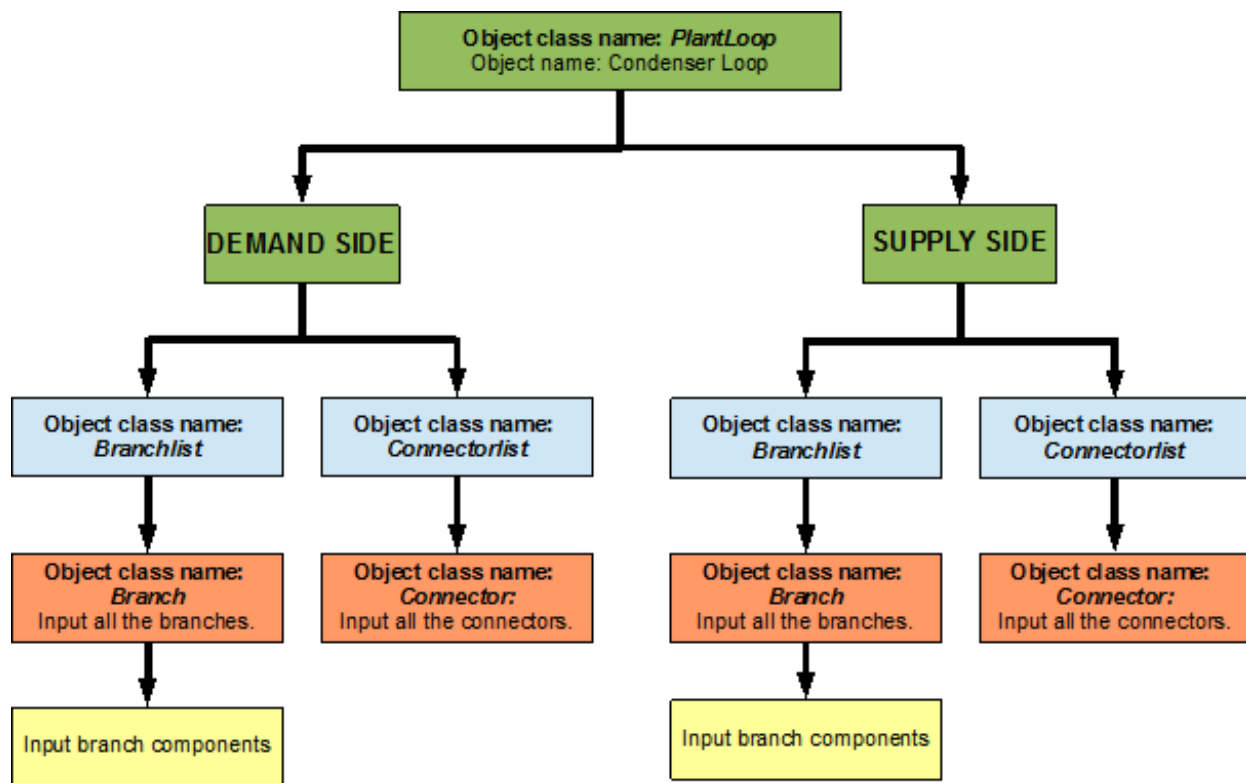 Object class name: PlantLoop
Object name: Condenser Loop
DEMAND SIDE
SUPPLY SIDE
Object class name:
Branchlist
Object class name:
Connectorlist
Object class name:
Branchlist
Object class name:
Connectorlist
Object class name:
Branch
Input all the branches.
Object class name:
Connector:
Input all the connectors.
Object class name:
Branch
Input all the branches.
Object class name:
Connector:
Input all the connectors.
Input branch components
Input branch components